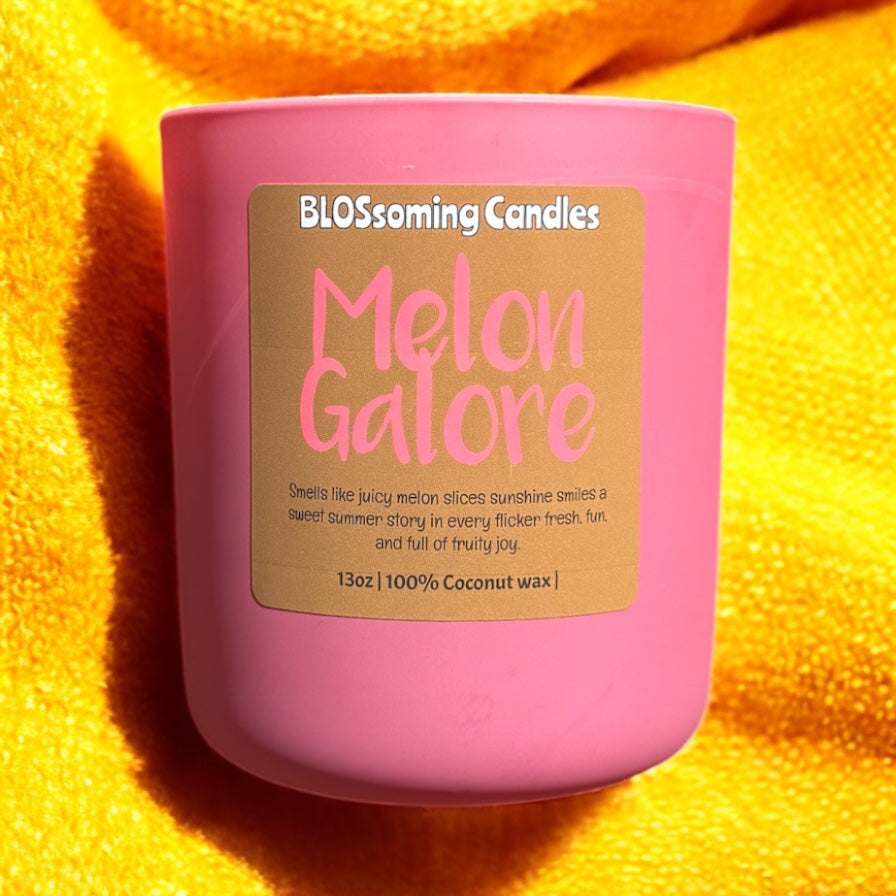 BLOSsoming Candles
Melon
Galore
Smells like juicy melon slices sunshine smiles a
sweet summer story in every flicker fresh, fun,
and full of fruity joy.
13oz | 100% Coconut wax |